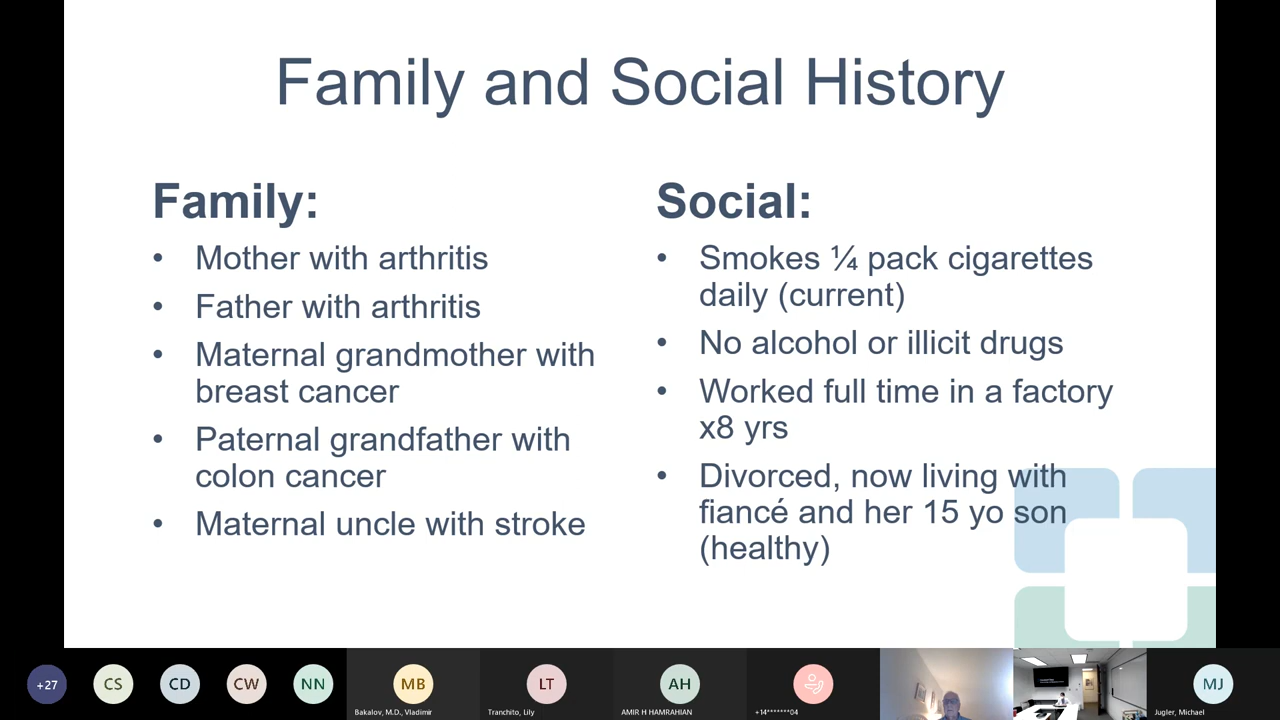 Family and Social History
Family:
• Mother with arthritis
• Father with arthritis
• Maternal grandmother with
breast cancer
• Paternal grandfather with
colon cancer
• Maternal uncle with stroke
Social:
• Smokes ¼ pack cigarettes
daily (current)
• No alcohol or illicit drugs
• Worked full time in a factory
x8 yrs
• Divorced, now living with
fiancé and her 15 yo son
(healthy)
+27
CS
CD
CW
NN
MB
Bakalov, M.D., Vladimir
LT
Tranchito, Lily
AH
AMIR H HAMRAHIAN
+14*******04
MJ
Jugler, Michael